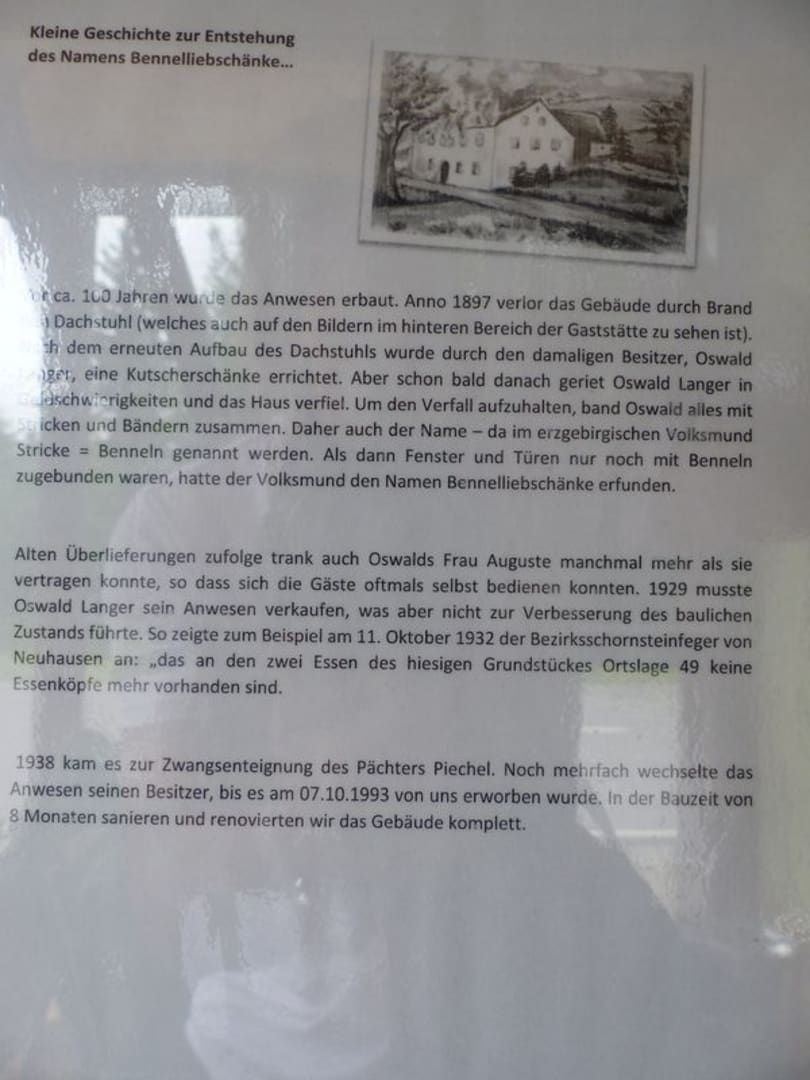 Kleine Geschichte zur Entstehung
des Namens Bennelliebschänke...
ca. 100 Jahren wurde das Anwesen erbaut. Anno 1897 verlor das Gebäude durch Brand
Dachstuhl (welches auch auf den Bildern im hinteren Bereich der Gaststätte zu sehen ist).
dem erneuten Aufbau des Dachstuhls wurde durch den damaligen Besitzer, Oswald
Langer, eine Kutscherschänke errichtet. Aber schon bald danach geriet Oswald Langer in
Geldschwierigkeiten und das Haus verfiel. Um den Verfall aufzuhalten, band Oswald alles mit
Stricken und Bändern zusammen. Daher auch der Name – da im erzgebirgischen Volksmund
Stricke = Benneln genannt werden. Als dann Fenster und Türen nur noch mit Benneln
zugebunden waren, hatte der Volksmund den Namen Bennelliebschänke erfunden.
Alten Überlieferungen zufolge trank auch Oswalds Frau Auguste manchmal mehr als sie
vertragen konnte, so dass sich die Gäste oftmals selbst bedienen konnten. 1929 musste
Oswald Langer sein Anwesen verkaufen, was aber nicht zur Verbesserung des baulichen
Zustands führte. So zeigte zum Beispiel am 11. Oktober 1932 der Bezirksschornsteinfeger von
Neuhausen an: „das an den zwei Essen des hiesigen Grundstückes Ortslage 49 keine
Essenköpfe mehr vorhanden sind.
1938 kam es zur Zwangsenteignung des Pächters Piechel. Noch mehrfach wechselte das
Anwesen seinen Besitzer, bis es am 07.10.1993 von uns erworben wurde. In der Bauzeit von
8 Monaten sanieren und renovierten wir das Gebäude komplett.